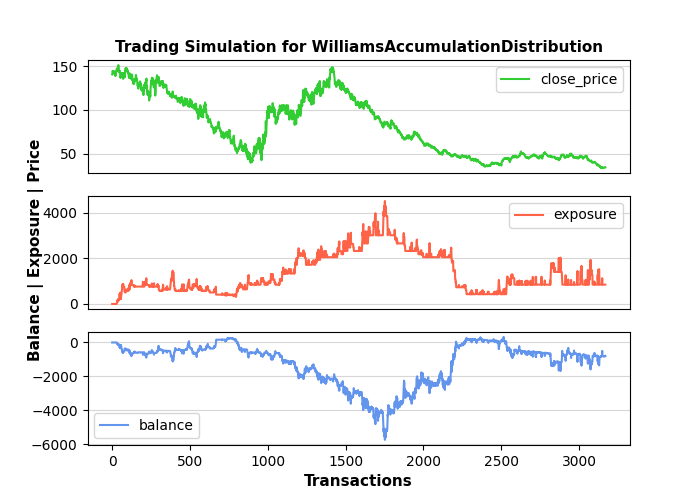 Trading Simulation for WilliamsAccumulationDistribution
150
100
50
close_price
4000
2000
0
exposure
0
−2000
−4000
−6000
balance
0
500
1000
1500
2000
2500
3000
Transactions
Balance | Exposure | Price